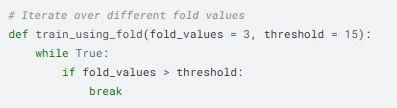 # Iterate over different fold values
def train_using_fold(fold_values = 3, threshold = 15):
    while True:
        if fold_values > threshold:
            break